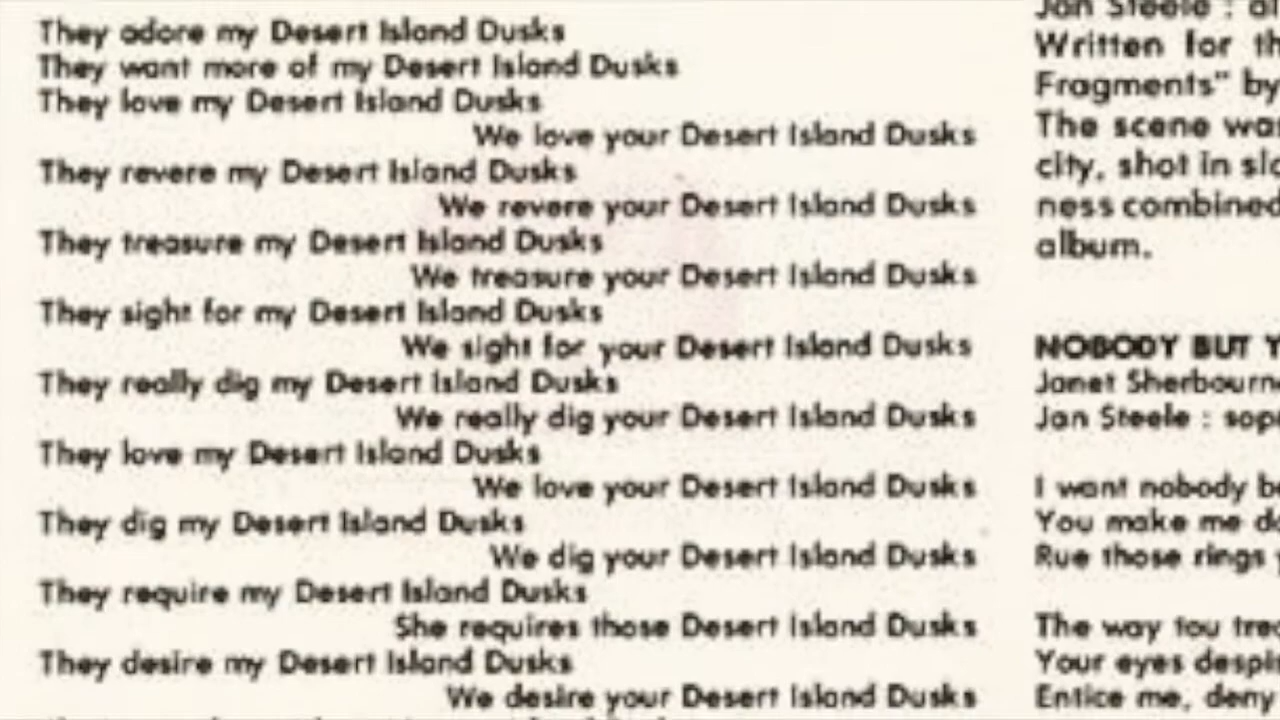 They adore my Desert Island Dusks
They want more of my Desert Island Dusks
They love my Desert Island Dusks
We love your Desert Island Dusks
They revere my Desert Island Dusks
We revere your Desert Island Dusks
They treasure my Desert Island Dusks
We treasure your Desert Island Dusks
They sight for my Desert Island Dusks
We sight for your Desert Island Dusks
They really dig my Desert Island Dusks
We really dig your Desert Island Dusks
They love my Desert Island Dusks
We love your Desert Island Dusks
They dig my Desert Island Dusks
We dig your Desert Island Dusks
They require my Desert Island Dusks
She requires those Desert Island Dusks
They desire my Desert Island Dusks
We desire your Desert Island Dusks
Jan Steele :
Written for
Fragments" by
The scene
city, shot in
ness combined
album.
NOBODY BUT
Janet
Jan Steele :
I want nobody
You make me
Rue those rings
The way tou
Your eyes
Entice me, deny